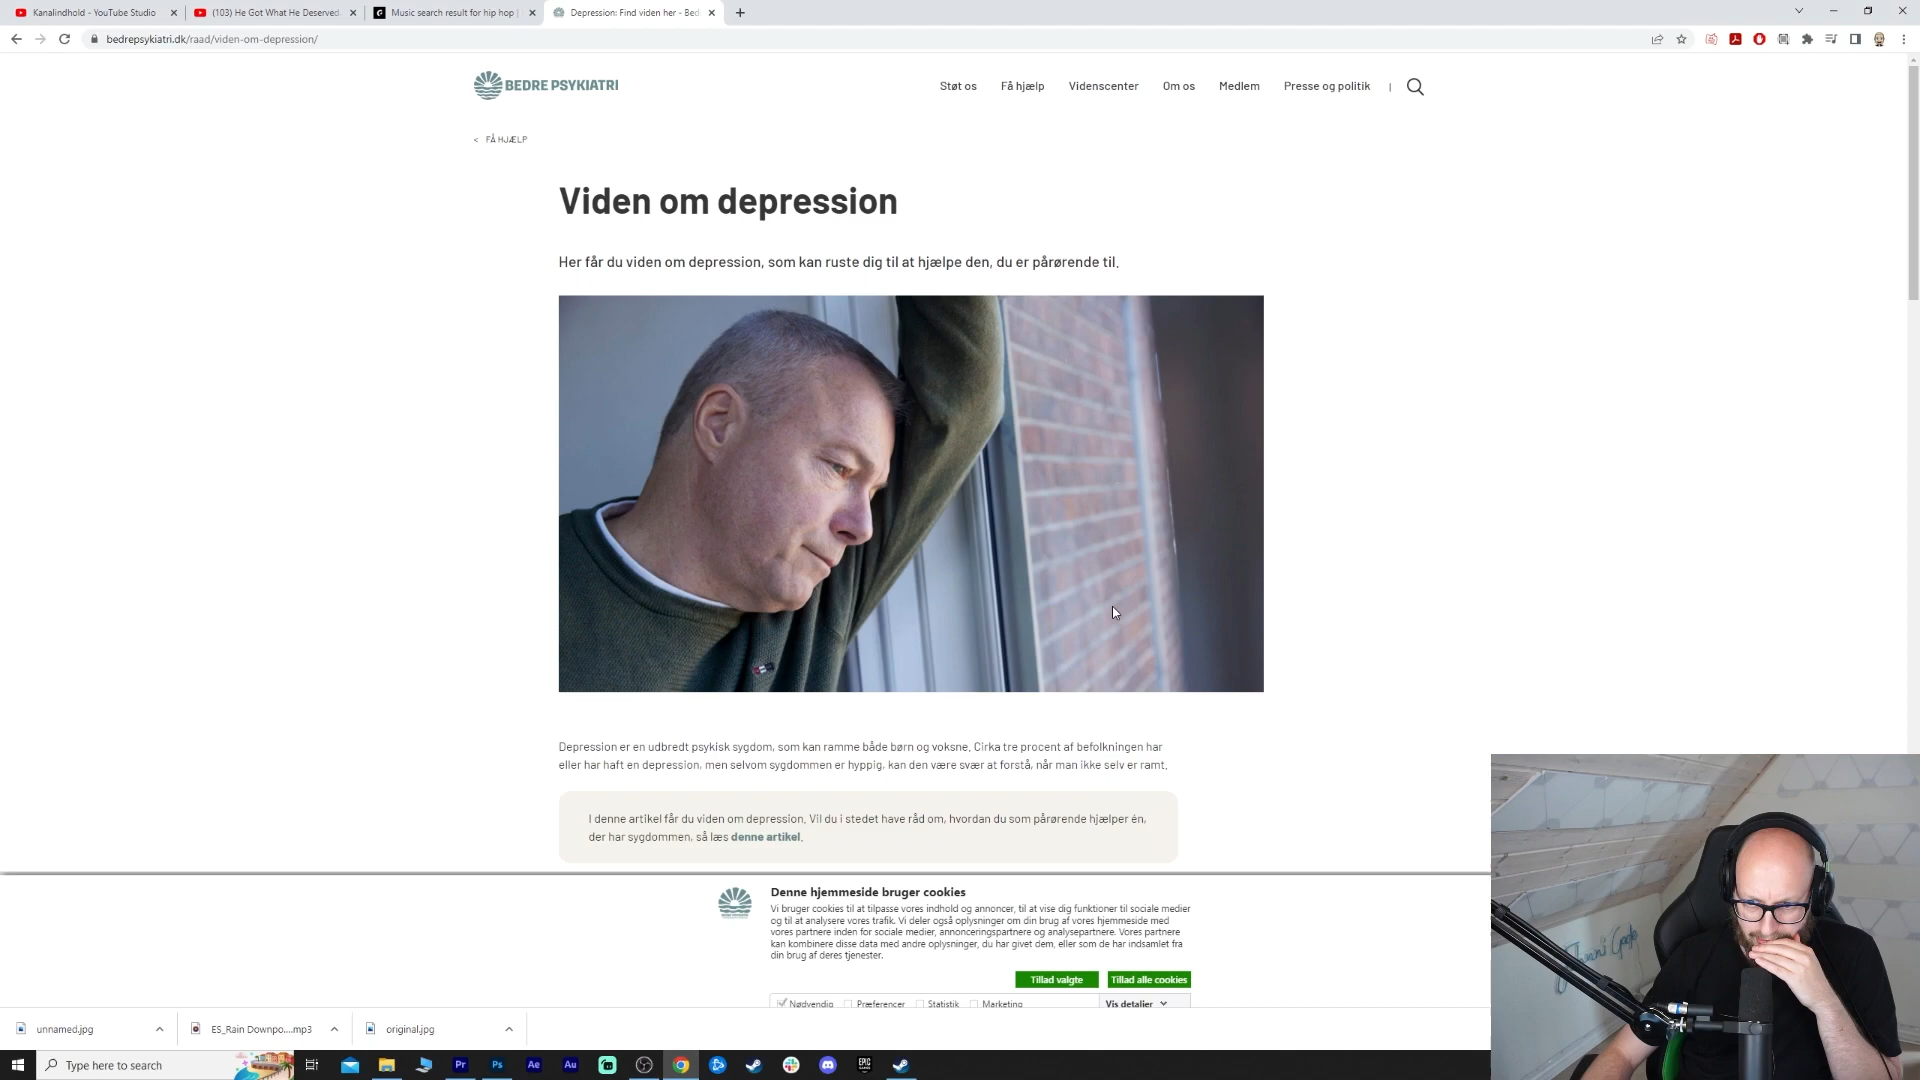 Kanalindhold - YouTube Studio
(103) He Got What He Deserved
Music search result for hip hop |
Depression: Find viden her - Bed
bedrepsykiatri.dk/raad/viden-om-depression/
BEDRE PSYKIATRI
Støt os
Få hjælp
Videnscenter
Om os
Medlem
Presse og politik
|
< FÅ HJÆLP
Viden om depression
Her får du viden om depression, som kan ruste dig til at hjælpe den, du er pårørende til.
Depression er en udbredt psykisk sygdom, som kan ramme både børn og voksne. Cirka tre procent af befolkningen har
eller har haft en depression, men selvom sygdommen er hyppig, kan den være svær at forstå, når man ikke selv er ramt.
I denne artikel får du viden om depression. Vil du i stedet have råd om, hvordan du som pårørende hjælper én,
der har sygdommen, så læs denne artikel.
Denne hjemmeside bruger cookies
Vi bruger cookies til at tilpasse vores indhold og annoncer, til at vise dig funktioner til sociale medier
og til at analysere vores trafik. Vi deler også oplysninger om din brug af vores hjemmeside med
vores partnere inden for sociale medier, annonceringspartnere og analysepartnere. Vores partnere
kan kombinere disse data med andre oplysninger, du har givet dem, eller som de har indsamlet fra
din brug af deres tjenester.
Tillad valgte
Tillad alle cookies
Nødvendig
Præferencer
Statistik
Marketing
Vis detaljer
unnamed.jpg
ES_Rain Downpo....mp3
original.jpg
Type here to search
Pr
Ps
Ae
Au
EPIC
GAMES